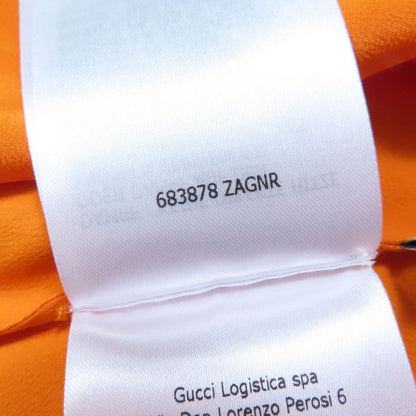 683878 ZAGNR
Gucci Logistica spa
Don Lorenzo Perosi 6